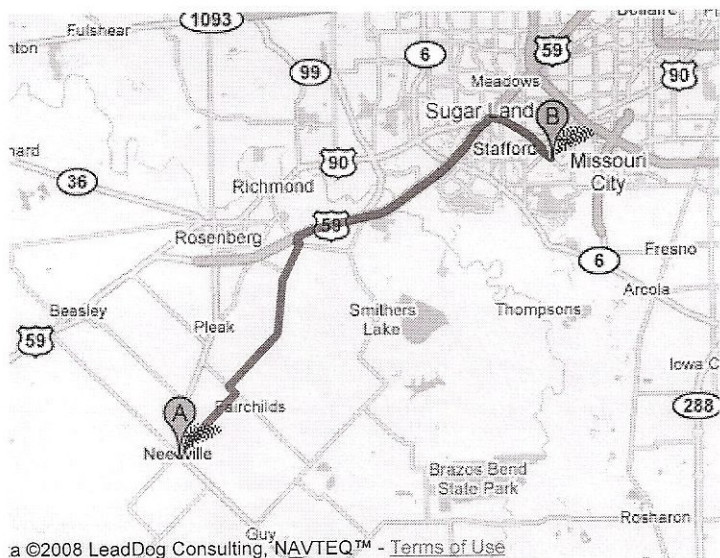 1093
Fulshear
59
6
99
90
Meadows
Sugar Land
B
Stafford
Missouri
City
36
90
Richmond
Rosenberg
59
6
Fresno
Arcola
Beasley
59
Pleak
Smithers
Lake
Thompsons
Iowa C
288
A
Fairchilds
Needville
Brazos Bend
State Park
Rosharon
Guy
a ©2008 LeadDog Consulting, NAVTEQ™ - Terms of Use